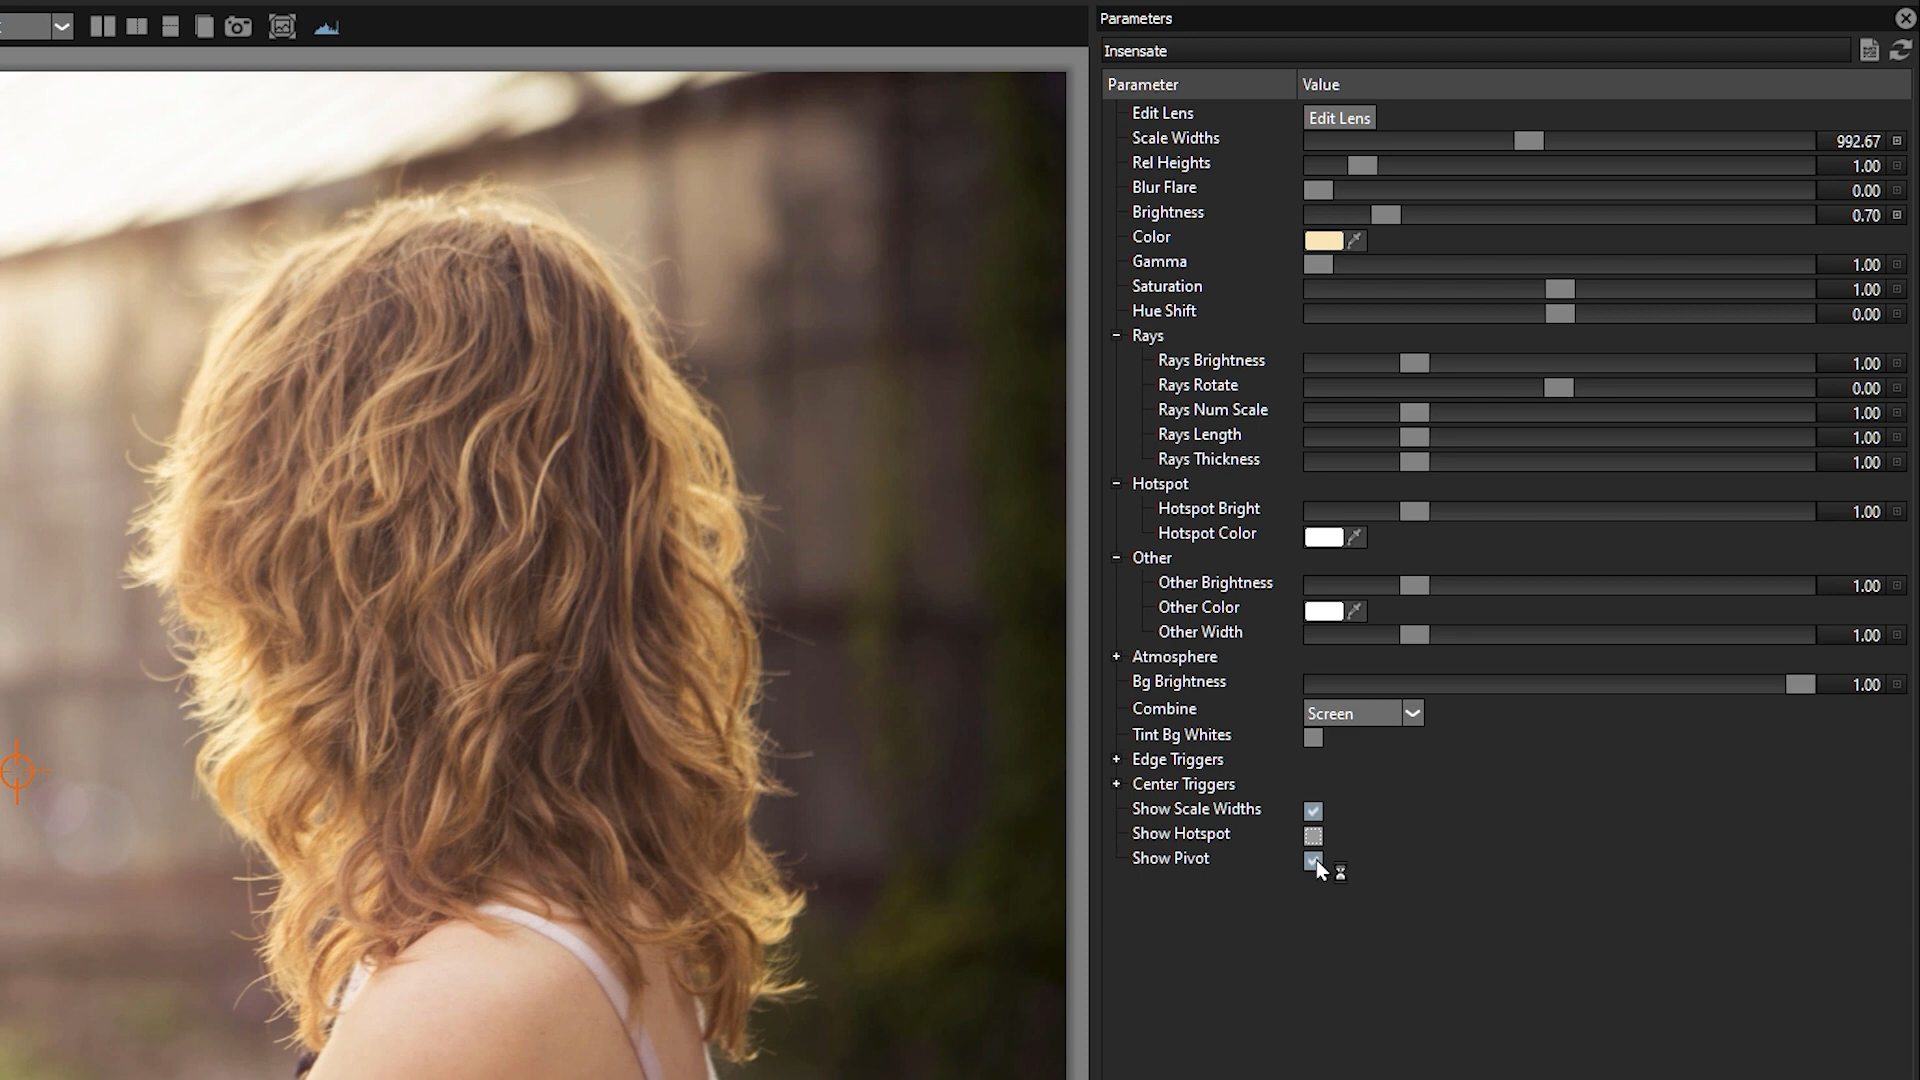 Parameters
Insensate
Parameter Value
Edit Lens Edit Lens
Scale Widths 992.67
Rel Heights 1.00
Blur Flare 0.00
Brightness 0.70
Color
Gamma 1.00
Saturation 1.00
Hue Shift 0.00
Rays
Rays Brightness 1.00
Rays Rotate 0.00
Rays Num Scale 1.00
Rays Length 1.00
Rays Thickness 1.00
Hotspot
Hotspot Bright 1.00
Hotspot Color
Other
Other Brightness 1.00
Other Color
Other Width 1.00
Atmosphere
Bg Brightness 1.00
Combine Screen
Tint Bg Whites
Edge Triggers
Center Triggers
Show Scale Widths
Show Hotspot
Show Pivot